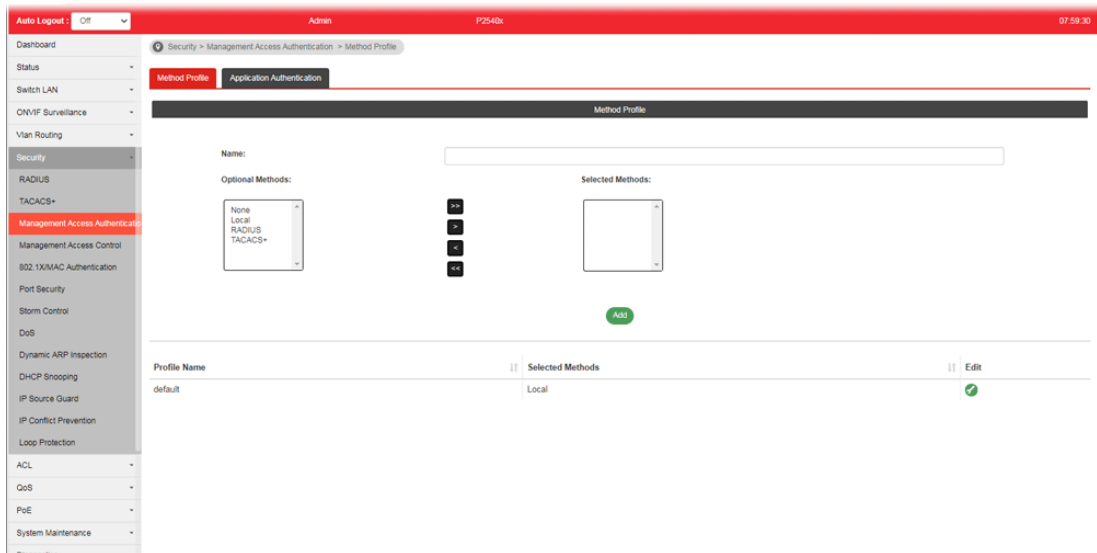 Auto Logout : Off Admin P2540x 07:59:30
Dashboard
Status
Switch LAN
ONVIF Surveillance
Vlan Routing
Security
RADIUS
TACACS+
Management Access Authenticatio
Management Access Control
802.1X/MAC Authentication
Port Security
Storm Control
DoS
Dynamic ARP Inspection
DHCP Snooping
IP Source Guard
IP Conflict Prevention
Loop Protection
ACL
QoS
PoE
System Maintenance
Security > Management Access Authentication > Method Profile
Method Profile Application Authentication
Method Profile
Name:
Optional Methods: Selected Methods:
None
Local
RADIUS
TACACS+
>>
>
<
<<
Add
Profile Name Selected Methods Edit
default Local